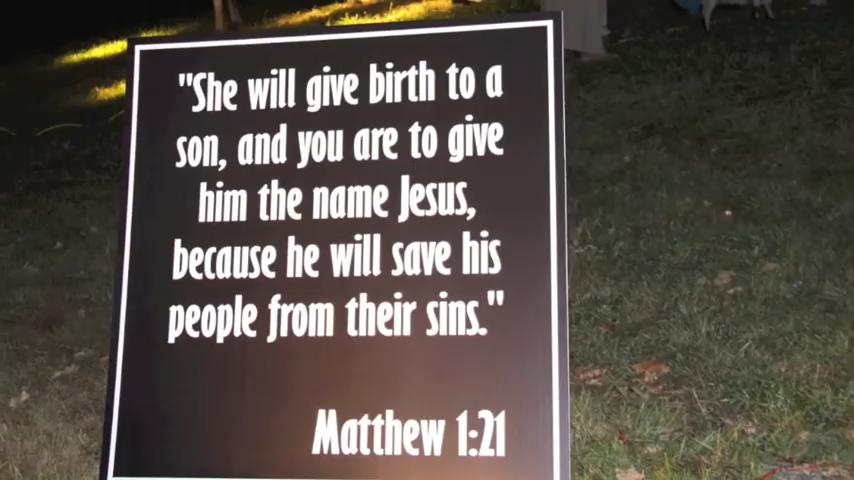 "She will give birth to a
son, and you are to give
him the name Jesus,
because he will save his
people from their sins."
Matthew 1:21